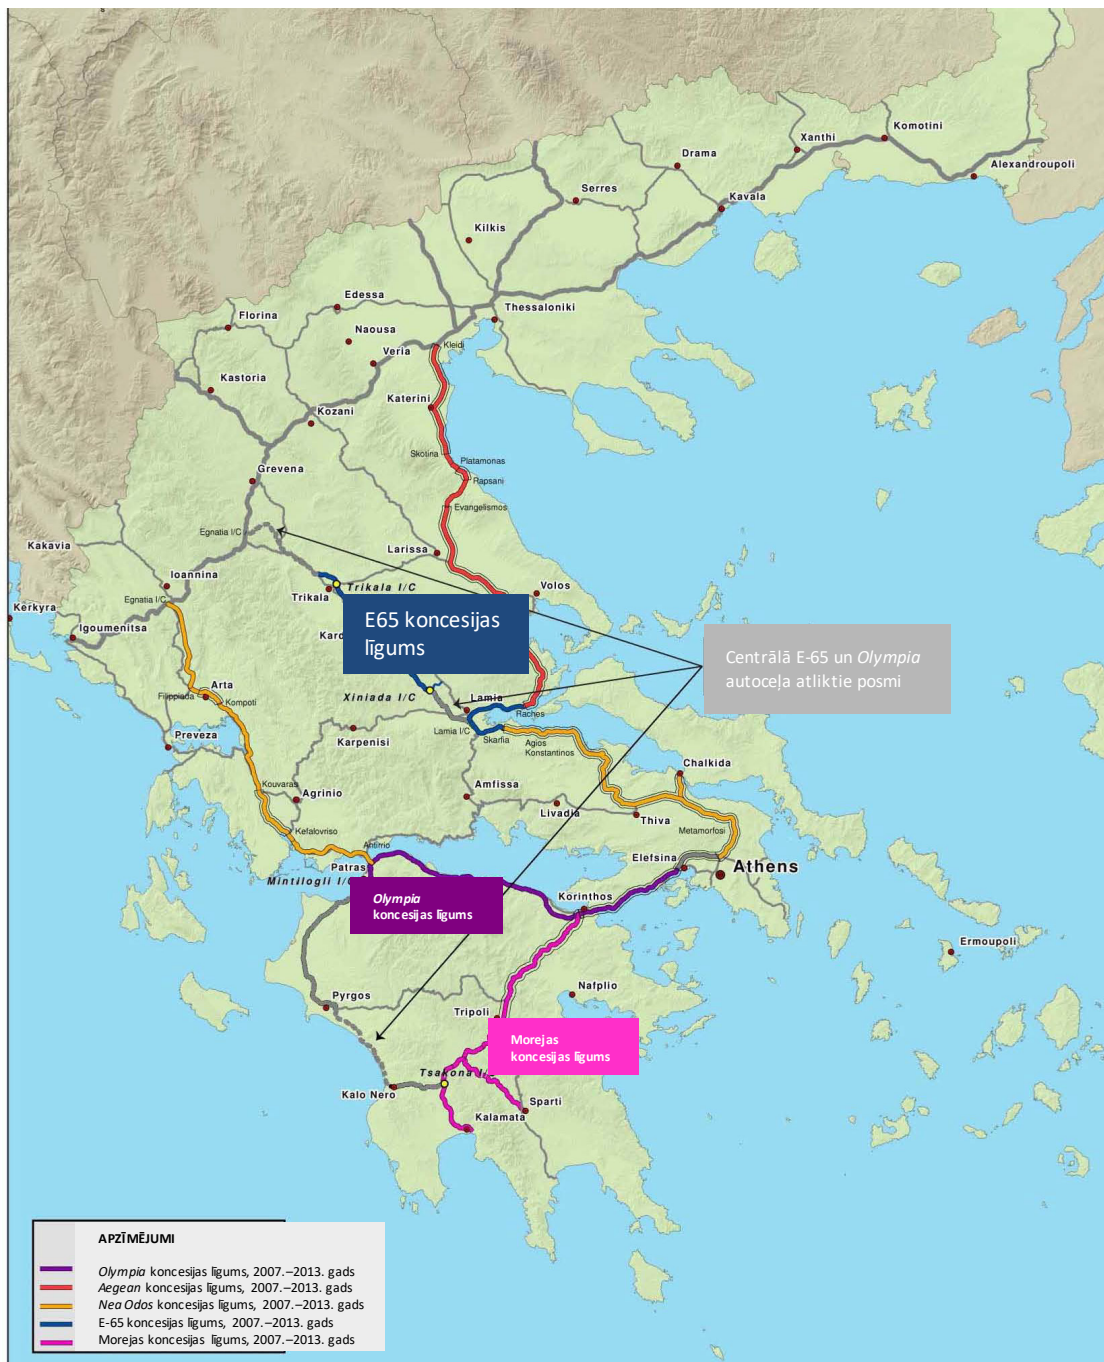 Komotini
Xanthi
Drama
Alexandroupoli
Serres
Kavala
Kilkis
Edessa
Thessaloniki
Florina
Naousa
Veria
Kleidi
Kastoria
Katerini
Kozani
Skotina
Platamonas
Grevena
Rapsani
Evangelismos
Egnatia I/C
Kakavia
Larissa
Ioannina
Trikala I/C
Volos
Trikala
Egnatia I/C
Kerkyra
E65 koncesijas
līgums
Igoumenitsa
Kard
Centrālā E-65 un Olympia
autoceļa atliktie posmi
Arta
Xiniada I/C
Lamia
Filippiada
Kompoti
Raches
Preveza
Karpenisi
Lamia I/C
Skarfia
Agios
Konstantinos
Chalkida
Kouvaras
Agrinio
Amfissa
Livadia
Thiva
Kefalovriso
Metamorfosi
Antirrio
Elefsina
Athens
Patras
Mintilogli I/C
Olympia
koncesijas līgums
Korinthos
Ermoupoli
Nafplio
Pyrgos
Tripoli
Morejas
koncesijas līgums
Tsakona I/
Kalo Nero
Sparti
Kalamata
APZĪMĒJUMI
Olympia koncesijas līgums, 2007.–2013. gads
Aegean koncesijas līgums, 2007.–2013. gads
Nea Odos koncesijas līgums, 2007.–2013. gads
E-65 koncesijas līgums, 2007.–2013. gads
Morejas koncesijas līgums, 2007.–2013. gads